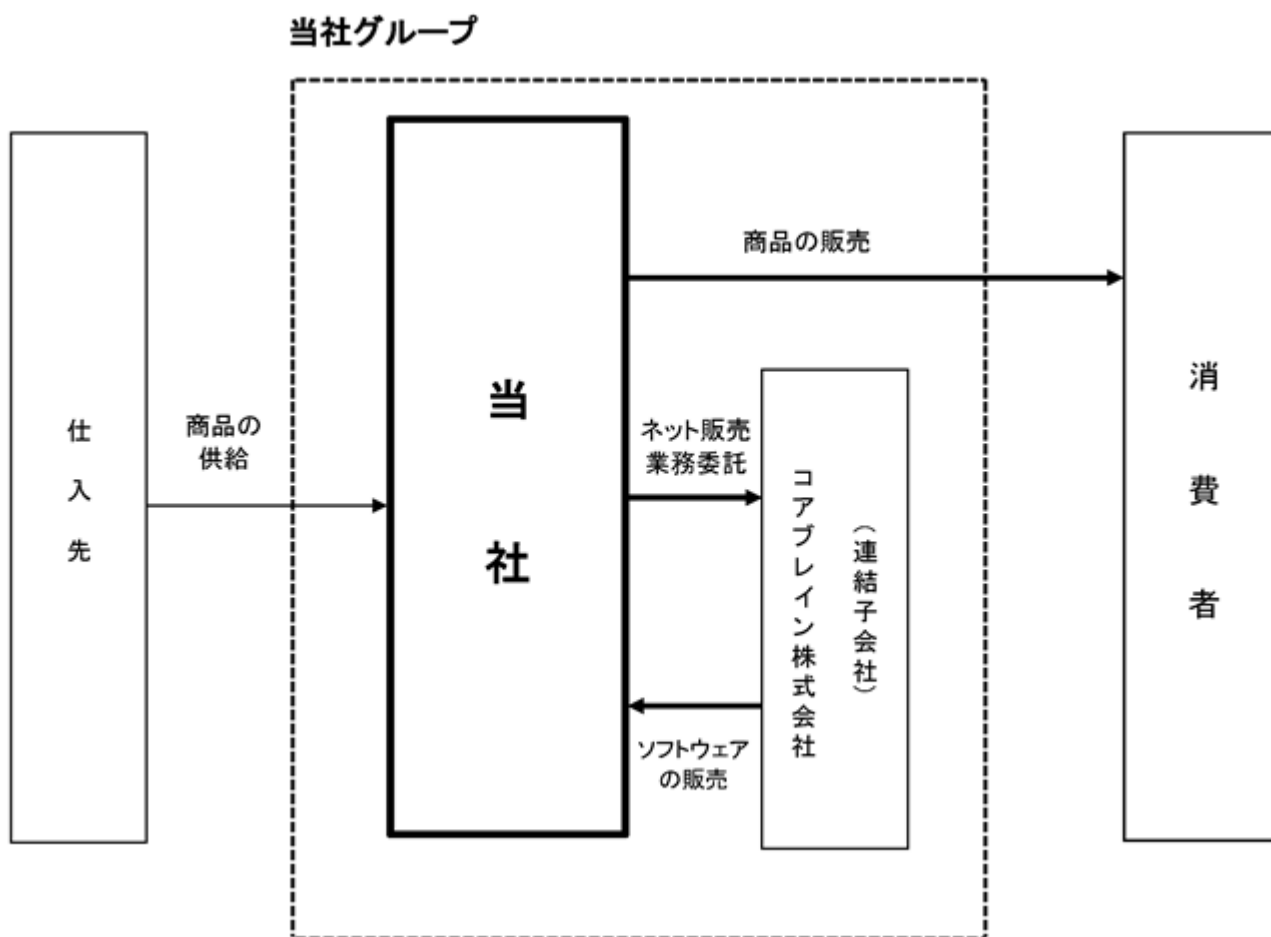 当社グループ
仕入先
商品の
供給
当社
商品の販売
ネット販売
業務委託
ソフトウェア
の販売
（連結子会社）
コアブレイン株式会社
消費者